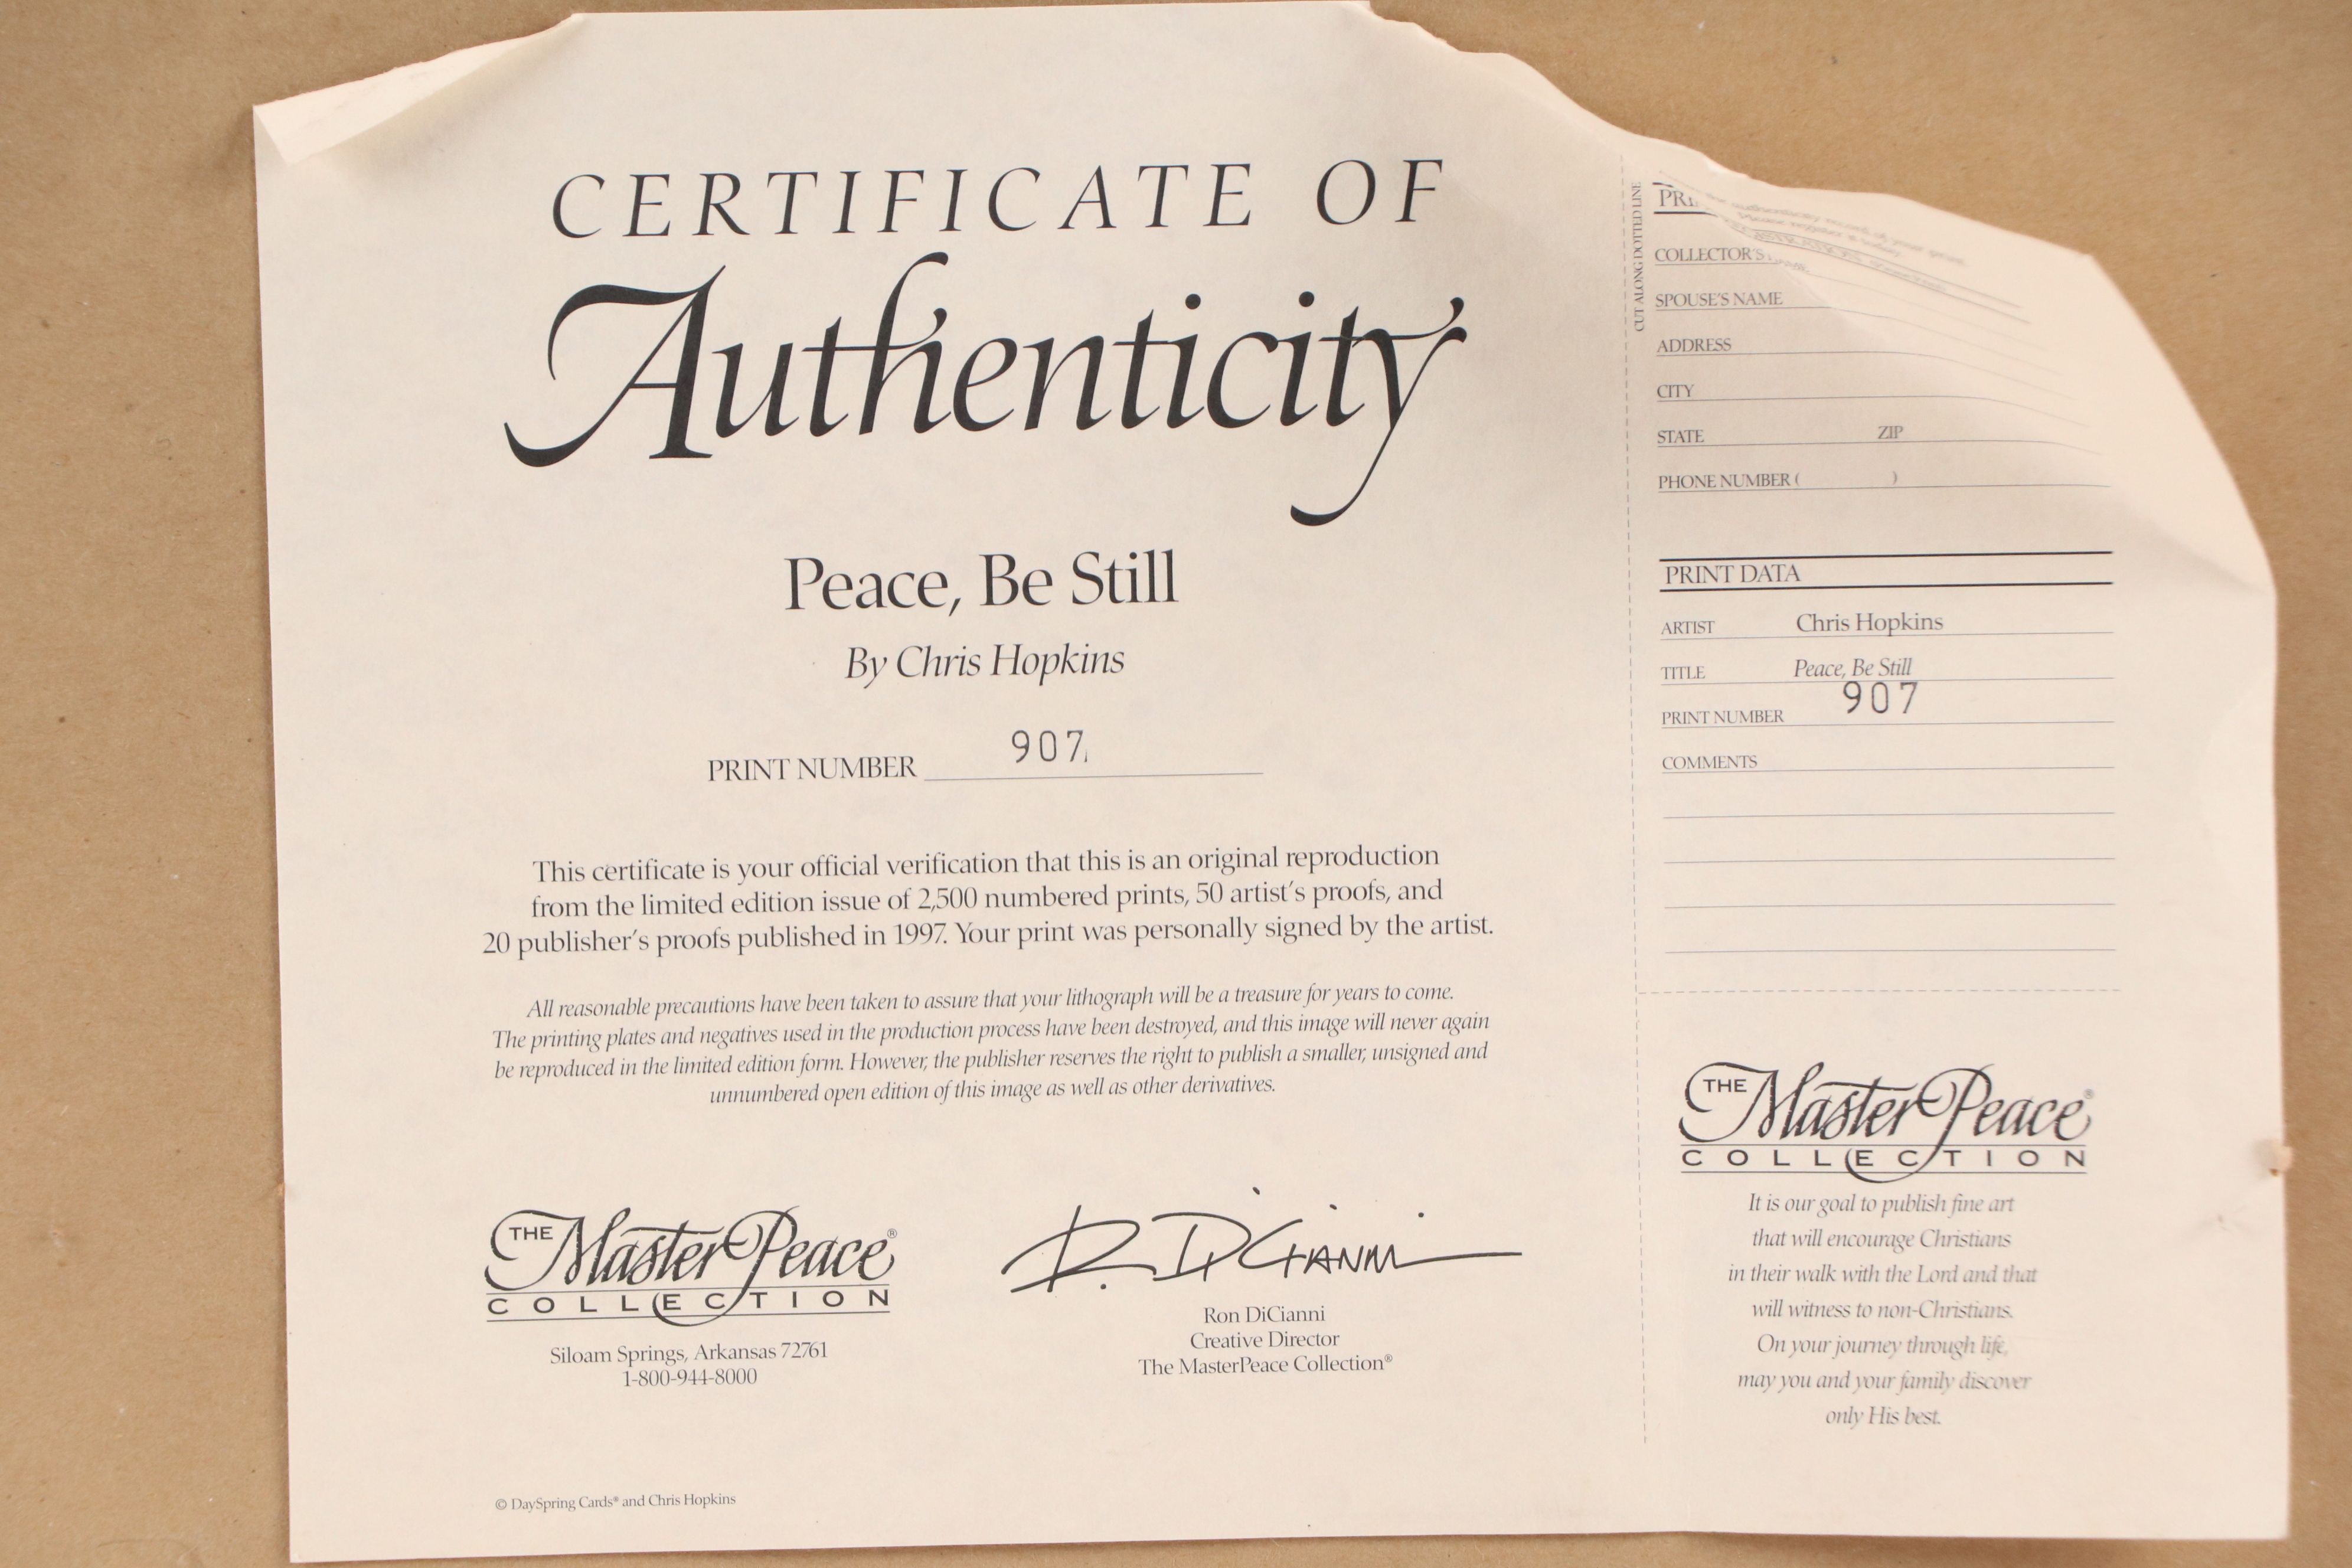 CERTIFICATE OF
Authenticity
Peace, Be Still
By Chris Hopkins
PRINT NUMBER 907
This certificate is your official verification that this is an original reproduction
from the limited edition issue of 2,500 numbered prints, 50 artist's proofs, and
20 publisher's proofs published in 1997. Your print was personally signed by the artist.
All reasonable precautions have been taken to assure that your lithograph will be a treasure for years to come.
The printing plates and negatives used in the production process have been destroyed, and this image will never again
be reproduced in the limited edition form. However, the publisher reserves the right to publish a smaller, unsigned and
unnumbered open edition of this image as well as other derivatives.
THE MasterPeace®
COLLECTION
Siloam Springs, Arkansas 72761
1-800-944-8000
R. DiCianni
Ron DiCianni
Creative Director
The MasterPeace Collection®
© DaySpring Cards® and Chris Hopkins
CUT ALONG DOTTED LINE
COLLECTOR'S
SPOUSE'S NAME
ADDRESS
CITY
STATE ZIP
PHONE NUMBER ( )
PRINT DATA
ARTIST Chris Hopkins
TITLE Peace, Be Still
PRINT NUMBER 907
COMMENTS
THE MasterPeace®
COLLECTION
It is our goal to publish fine art
that will encourage Christians
in their walk with the Lord and that
will witness to non-Christians.
On your journey through life,
may you and your family discover
only His best.